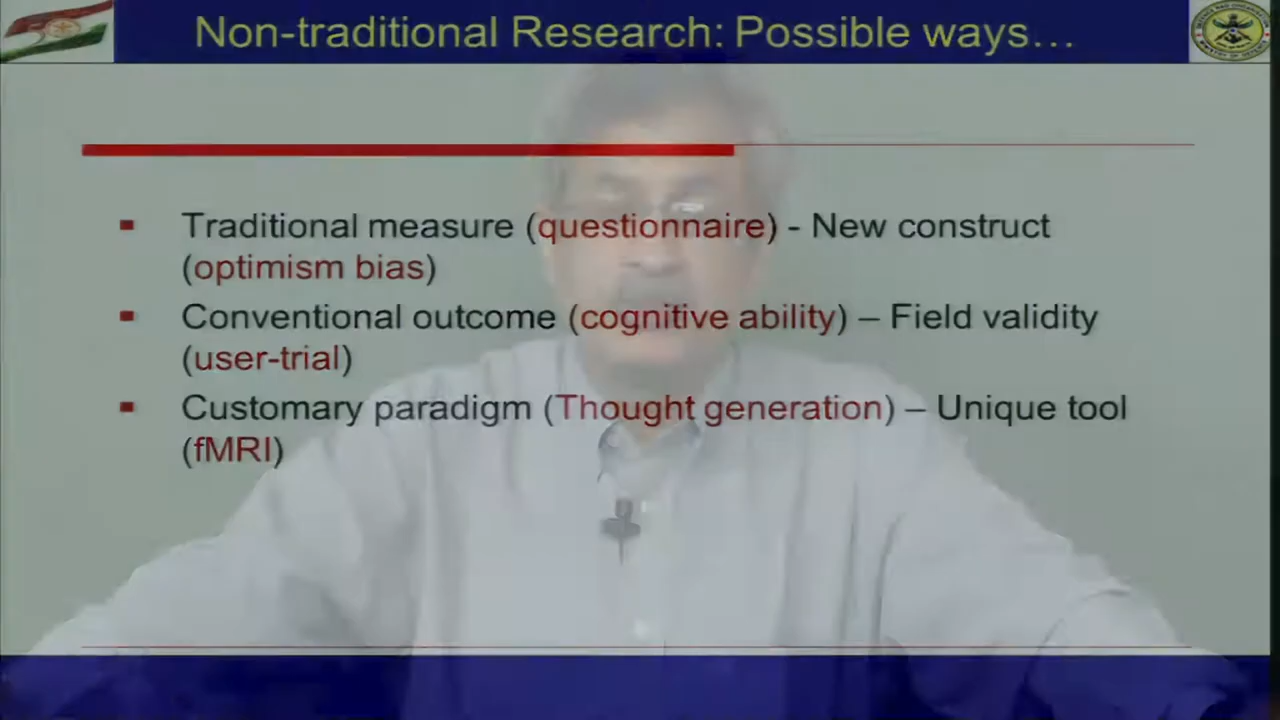 Non-traditional Research: Possible ways...
Traditional measure (questionnaire) - New construct
(optimism bias)
Conventional outcome (cognitive ability) – Field validity
(user-trial)
Customary paradigm (Thought generation) – Unique tool
(fMRI)